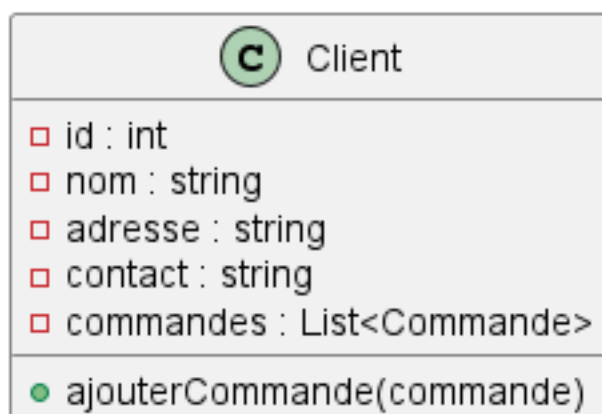 C Client
id : int
nom : string
adresse : string
contact : string
commandes : List<Commande>
ajouterCommande(commande)